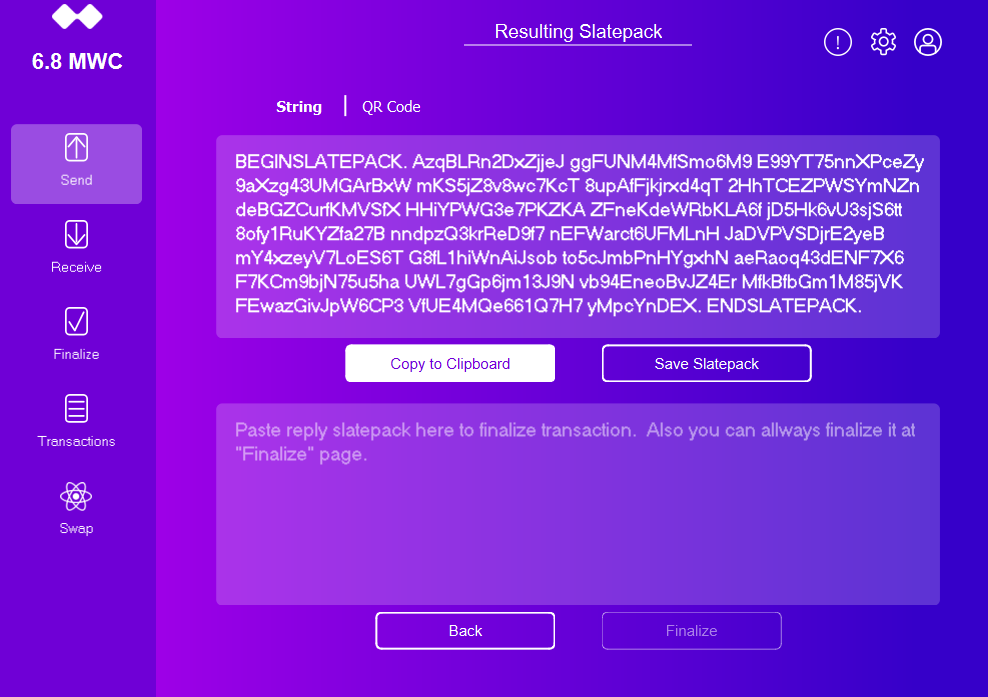 6.8 MWC
Resulting Slatepack
Send
Receive
Finalize
Transactions
Swap
String | QR Code
BEGINSLATEPACK. AzqBLRn2DxZjjeJ ggFUNM4MfSmo6M9 E99YT75nnXPceZy
9aXzg43UMGArBxW mKS5jZ8v8wc7KcT 8upAfFjkjrxd4qT 2HhTCEZPWSYmNZn
deBGZCurfKMVSfX HHiYPWG3e7PKZKA ZFneKdeWRbKLA6f jD5Hk6vU3sjS6tt
8ofy1RuKYZfa27B nndpzQ3krReD9f7 nEFWarct6UFMLnH JaDVPVSDjrE2yeB
mY4xzeyV7LoES6T G8fL1hiWnAiJsob to5cJmbPnHYgxhN aeRaoq43dENF7X6
F7KCm9bjN75u5ha UWL7gGp6jm13J9N vb94EneoBvJZ4Er MfkBfbGm1M85jVK
FEwazGivJpW6CP3 VfUE4MQe661Q7H7 yMpcYnDEX. ENDSLATEPACK.
Copy to Clipboard
Save Slatepack
Paste reply slatepack here to finalize transaction.  Also you can allways finalize it at
"Finalize" page.
Back
Finalize